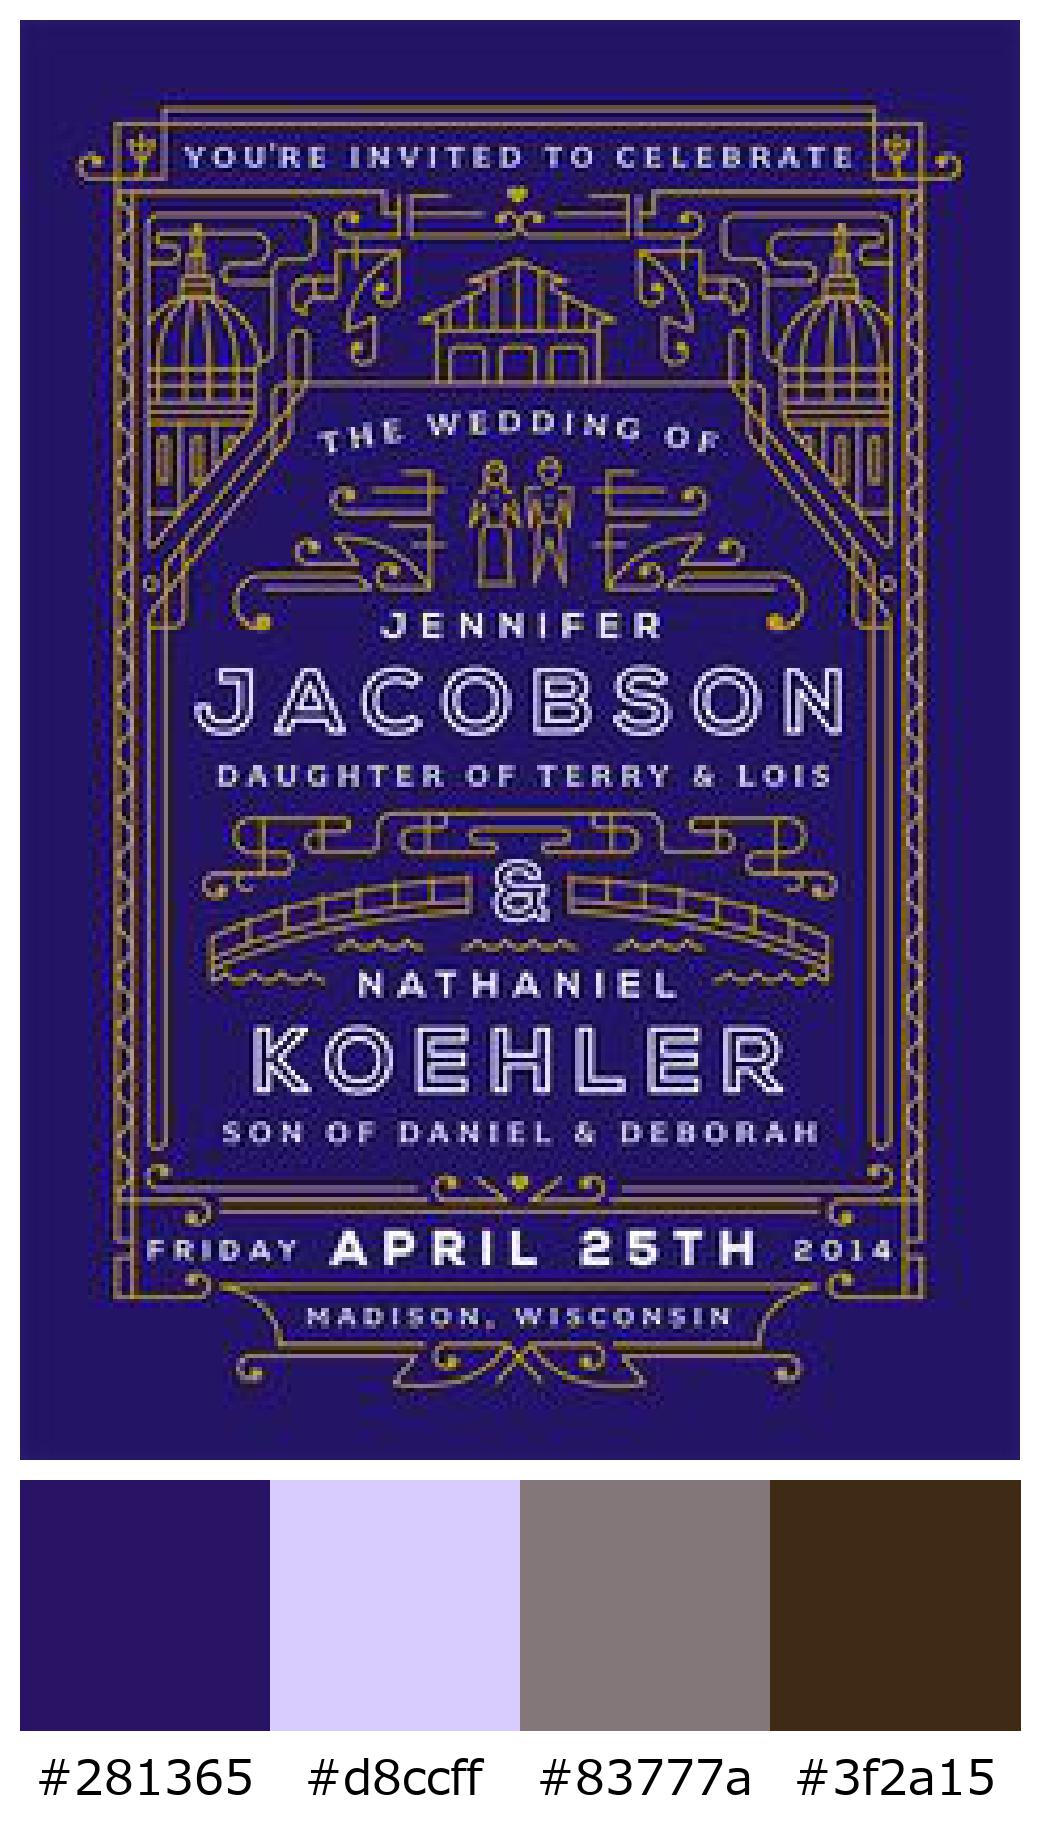 YOU'RE INVITED TO CELEBRATE
THE WEDDING OF
JENNIFER
JACOBSON
DAUGHTER OF TERRY & LOIS
&
NATHANIEL
KOEHLER
SON OF DANIEL & DEBORAH
FRIDAY APRIL 25TH 2014
MADISON, WISCONSIN
#281365 #d8ccff #83777a #3f2a15